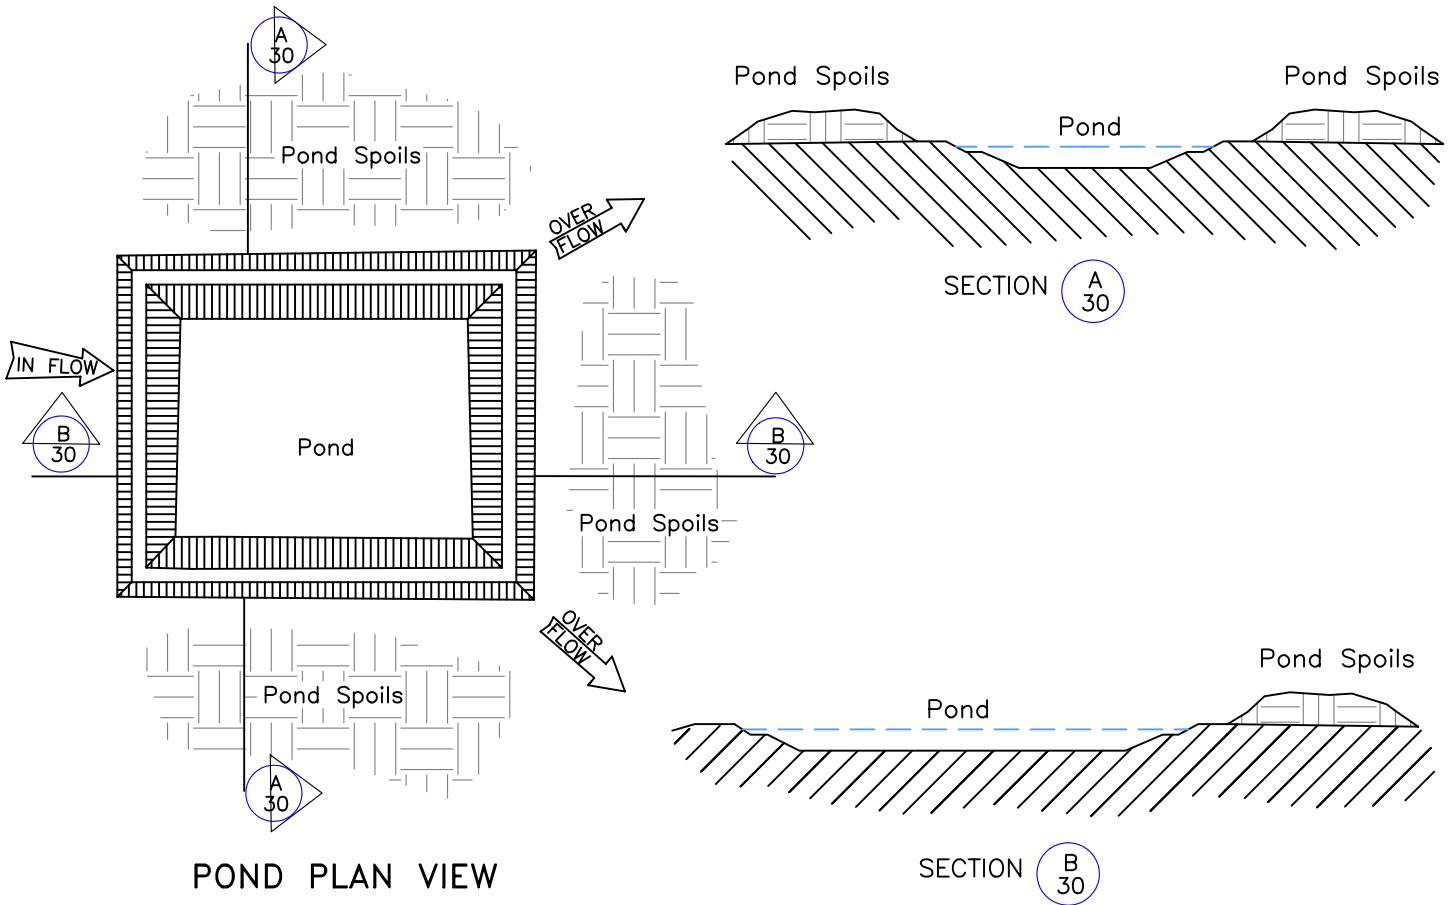 A
30
Pond Spoils
OVER
FLOW
IN FLOW
B
30
Pond
B
30
Pond Spoils
OVER
FLOW
Pond Spoils
A
30
POND PLAN VIEW
Pond Spoils
Pond
Pond Spoils
SECTION A
30
Pond
Pond Spoils
SECTION B
30